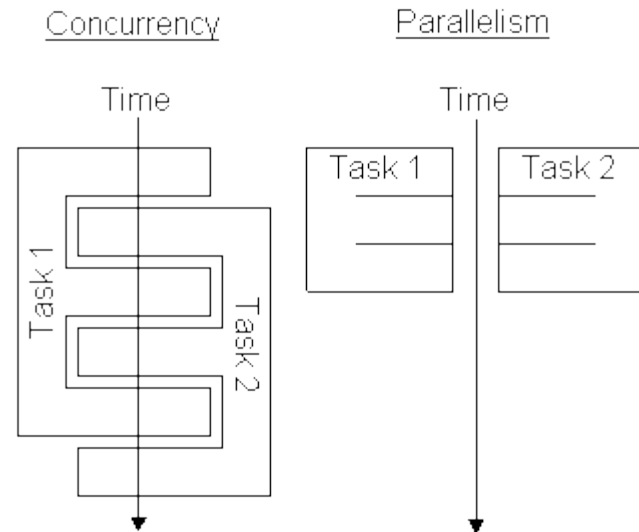 Concurrency
Parallelism
Time
Time
Task 1
Task 2
Task 1
Task 2